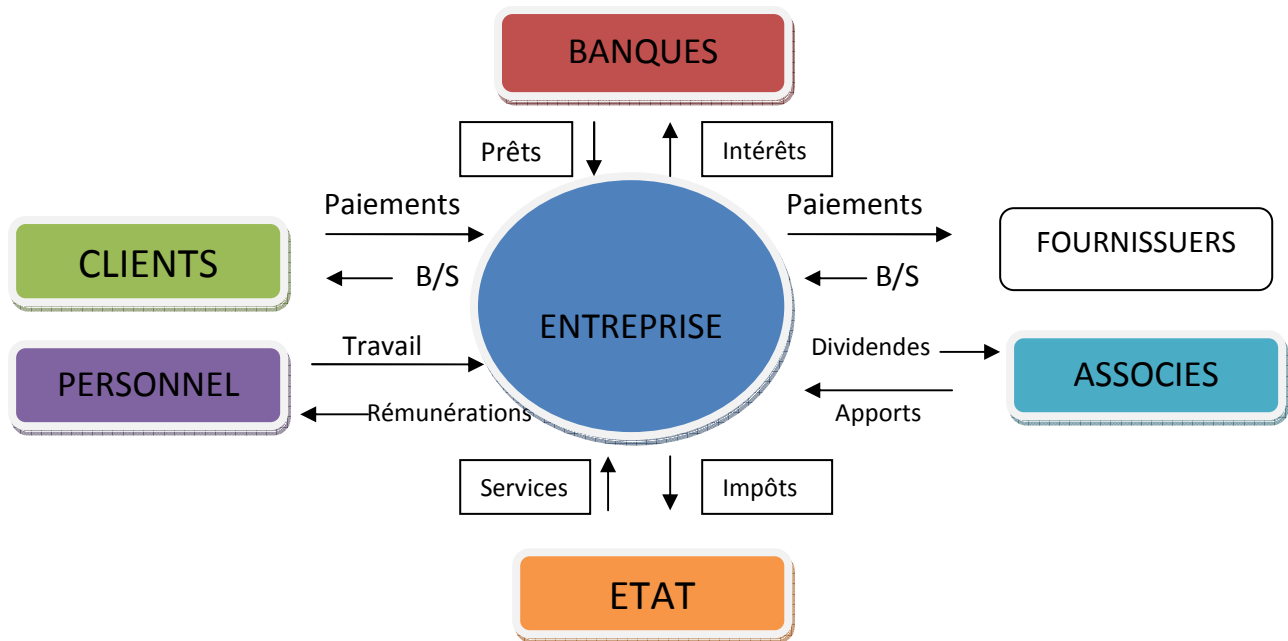 BANQUES
Prêts
Intérêts
Paiements
Paiements
CLIENTS
FOURNISSUERS
B/S
B/S
ENTREPRISE
Travail
Dividendes
PERSONNEL
ASSOCIES
Rémunérations
Apports
Services
Impôts
ETAT